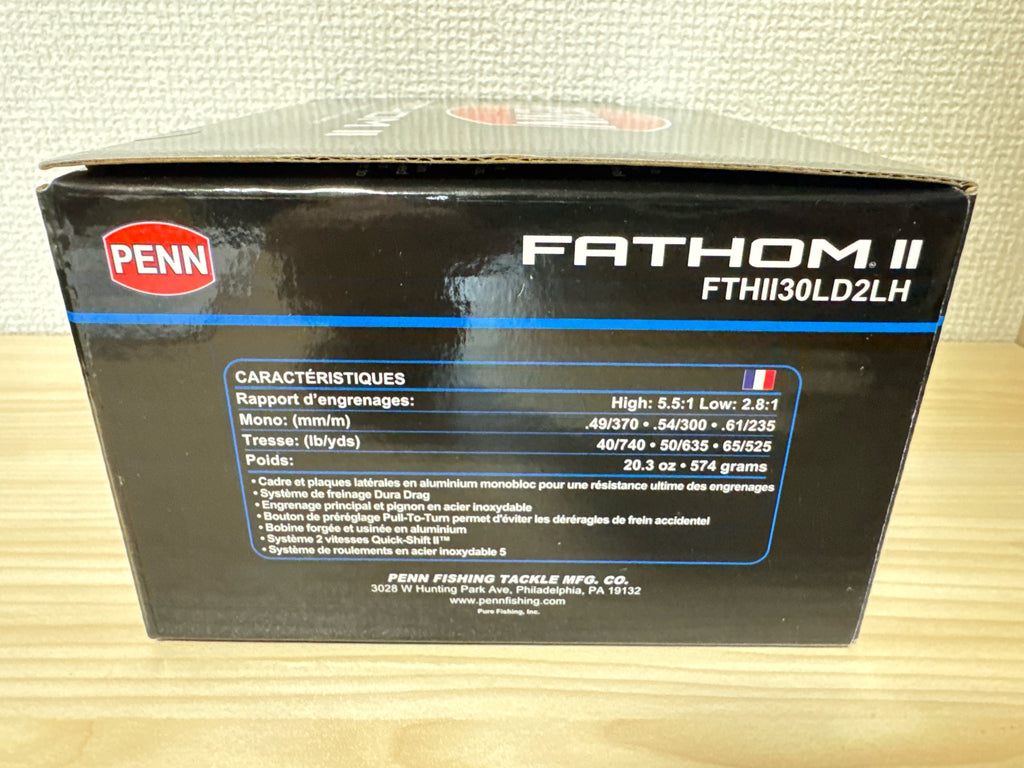 PENN
FATHOM II
FTHII30LD2LH
CARACTÉRISTIQUES
Rapport d'engrenages: High: 5.5:1 Low: 2.8:1
Mono: (mm/m) .49/370 • .54/300 • .61/235
Tresse: (lb/yds) 40/740 • 50/635 • 65/525
Poids: 20.3 oz • 574 grams
• Cadre et plaques latérales en aluminium monobloc pour une résistance ultime des engrenages
• Système de freinage Dura Drag
• Engrenage principal et pignon en acier inoxydable
• Bouton de préréglage Pull-To-Turn permet d'éviter les déréragles de frein accidentel
• Bobine forgée et usinée en aluminium
• Système 2 vitesses Quick-Shift II™
• Système de roulements en acier inoxydable 5
PENN FISHING TACKLE MFG. CO.
3028 W Hunting Park Ave, Philadelphia, PA 19132
www.pennfishing.com
Pure Fishing, Inc.